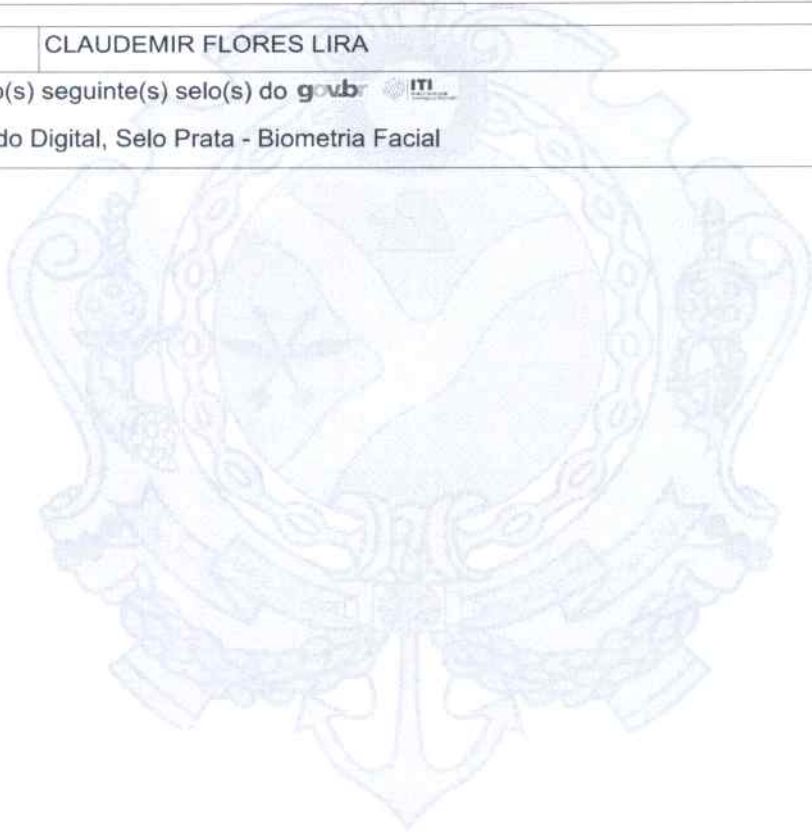 CLAUDEMIR FLORES LIRA
o(s) seguinte(s) selo(s) do gov.br ITI
do Digital, Selo Prata - Biometria Facial